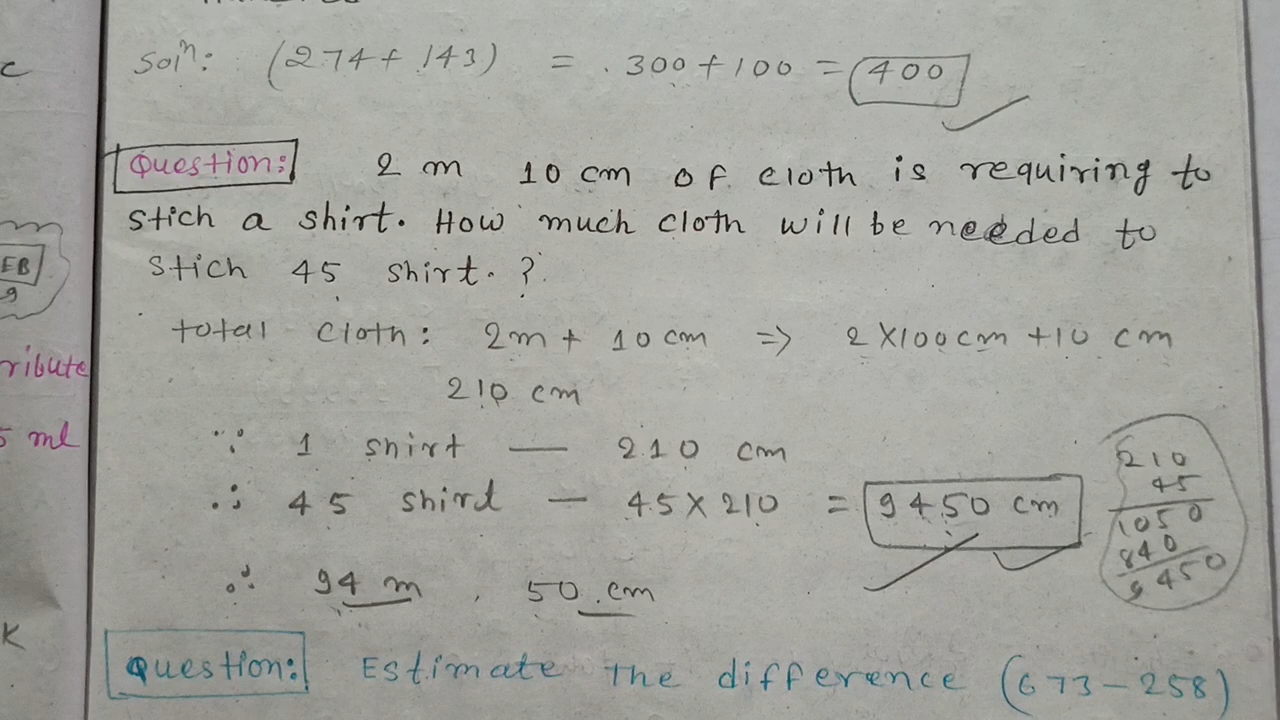 c
Soln: (274 + 143) = 300 + 100 = 400
Question: 2 m 10 cm of cloth is requiring to
stich a shirt. How much cloth will be needed to
EB
stich 45 shirt. ?
g
total cloth: 2m + 10 cm => 2 X100 cm + 10 cm
ribute
210 cm
5 ml
∵ 1 shirt — 210 cm
∴ 45 shird — 45 X 210 = 9450 cm
210
45
1050
840
9450
∴ 94 m , 50 cm
K
Question: Estimate The difference (673 - 258)